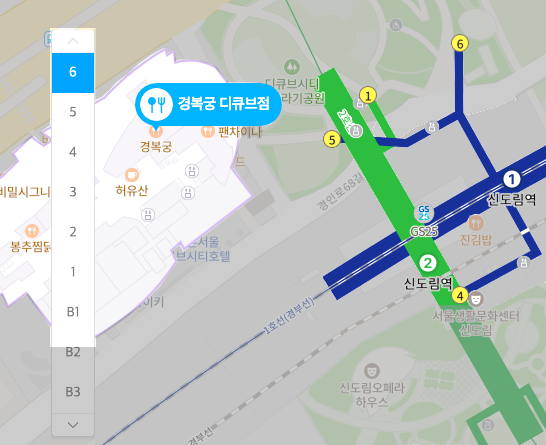 6
5
4
3
2
1
B1
B2
B3
경복궁 디큐브점
경복궁
팬차이나
드
허유산
비밀시그니
봉추찜닭
이키
서울
브시티호텔
디큐브시티
라기공원
1
5
6
경인로68길
GS
25
GS25
1
신도림역
진김밥
2
신도림역
4
서울생활문화센터
신도림
1호선(경부선)
신도림오페라
하우스
경부선